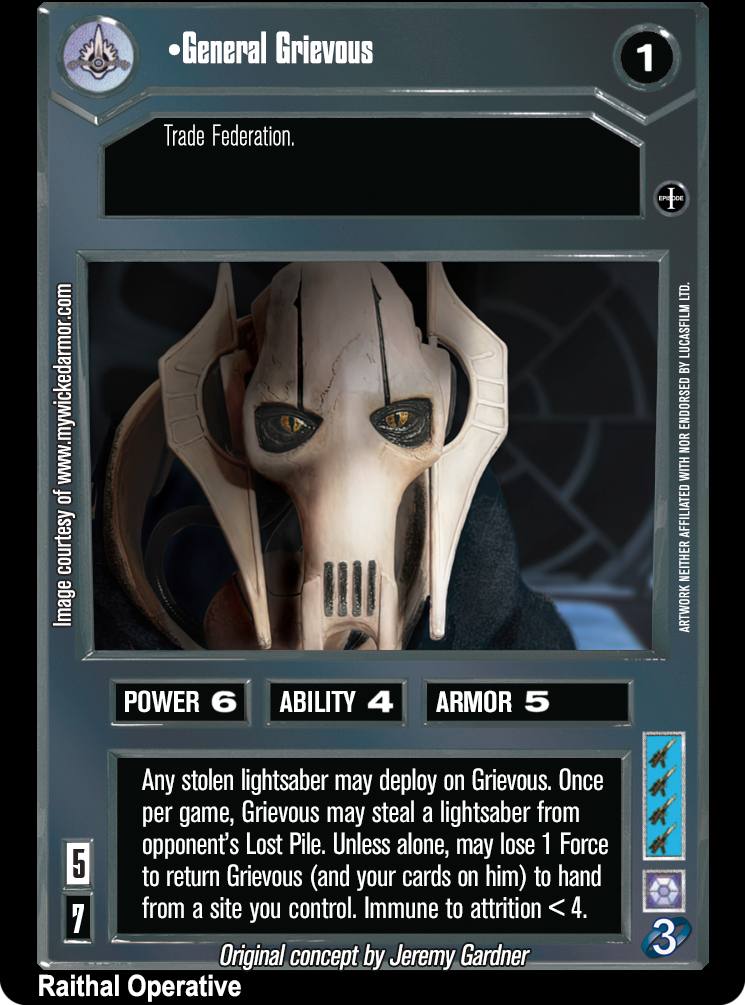 •General Grievous
1
Trade Federation.
EPISODE I
Image courtesy of www.mywickedarmor.com
ARTWORK NEITHER AFFILIATED WITH NOR ENDORSED BY LUCASFILM LTD.
POWER 6
ABILITY 4
ARMOR 5
Any stolen lightsaber may deploy on Grievous. Once
per game, Grievous may steal a lightsaber from
opponent's Lost Pile. Unless alone, may lose 1 Force
to return Grievous (and your cards on him) to hand
from a site you control. Immune to attrition < 4.
5
7
3
Original concept by Jeremy Gardner
Raithal Operative